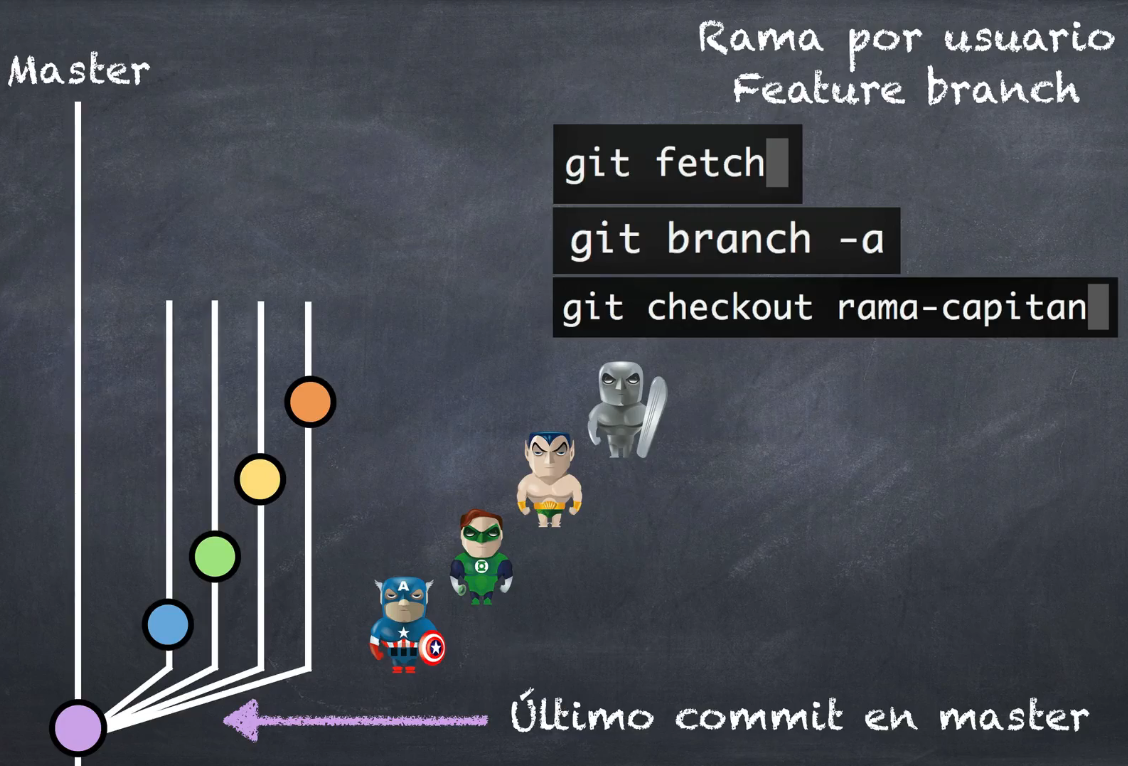 Master
Rama por usuario
Feature branch
git fetch
git branch -a
git checkout rama-capitan
A
Último commit en master